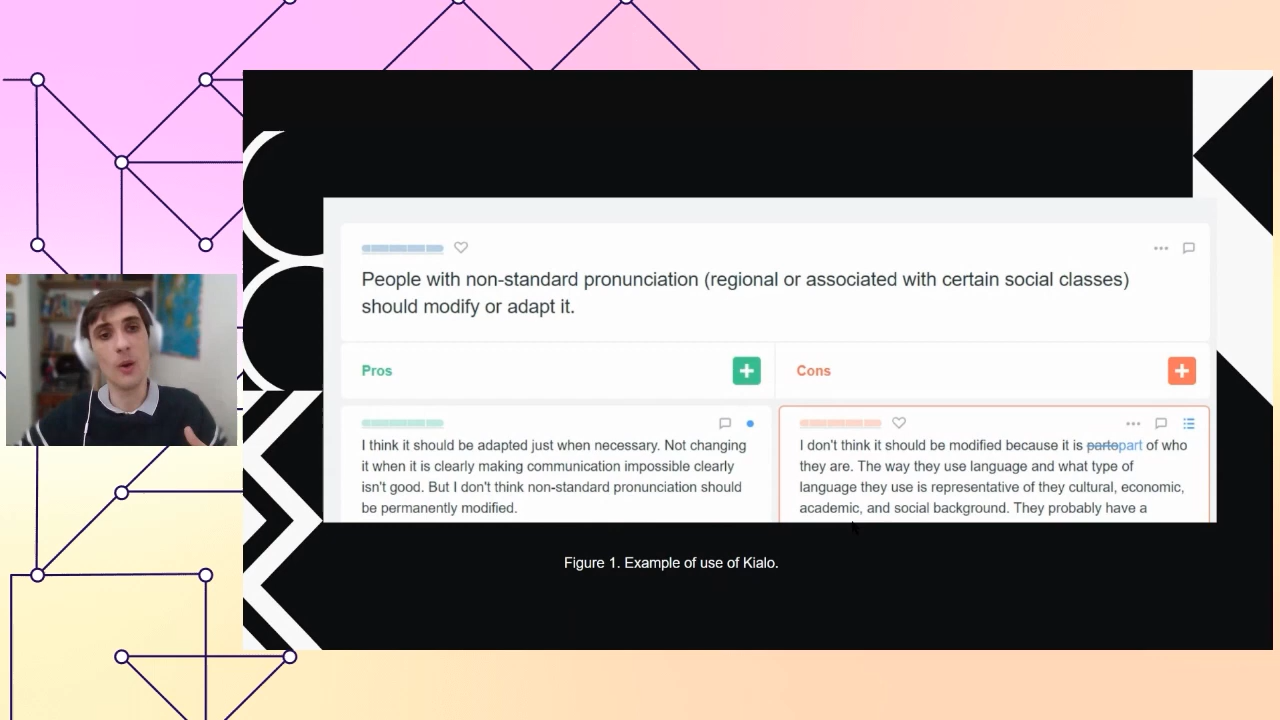 People with non-standard pronunciation (regional or associated with certain social classes)
should modify or adapt it.
Pros
Cons
I think it should be adapted just when necessary. Not changing
it when it is clearly making communication impossible clearly
isn't good. But I don't think non-standard pronunciation should
be permanently modified.
I don't think it should be modified because it is partopart of who
they are. The way they use language and what type of
language they use is representative of they cultural, economic,
academic, and social background. They probably have a
Figure 1. Example of use of Kialo.